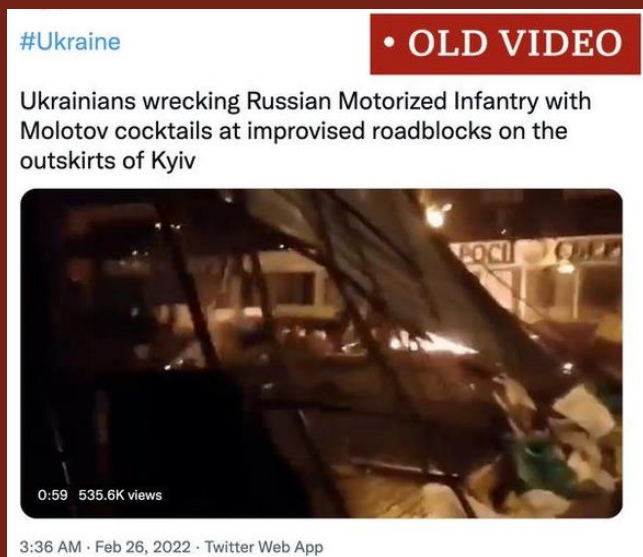 #Ukraine
• OLD VIDEO
Ukrainians wrecking Russian Motorized Infantry with
Molotov cocktails at improvised roadblocks on the
outskirts of Kyiv
0:59 535.6K views
3:36 AM · Feb 26, 2022 · Twitter Web App